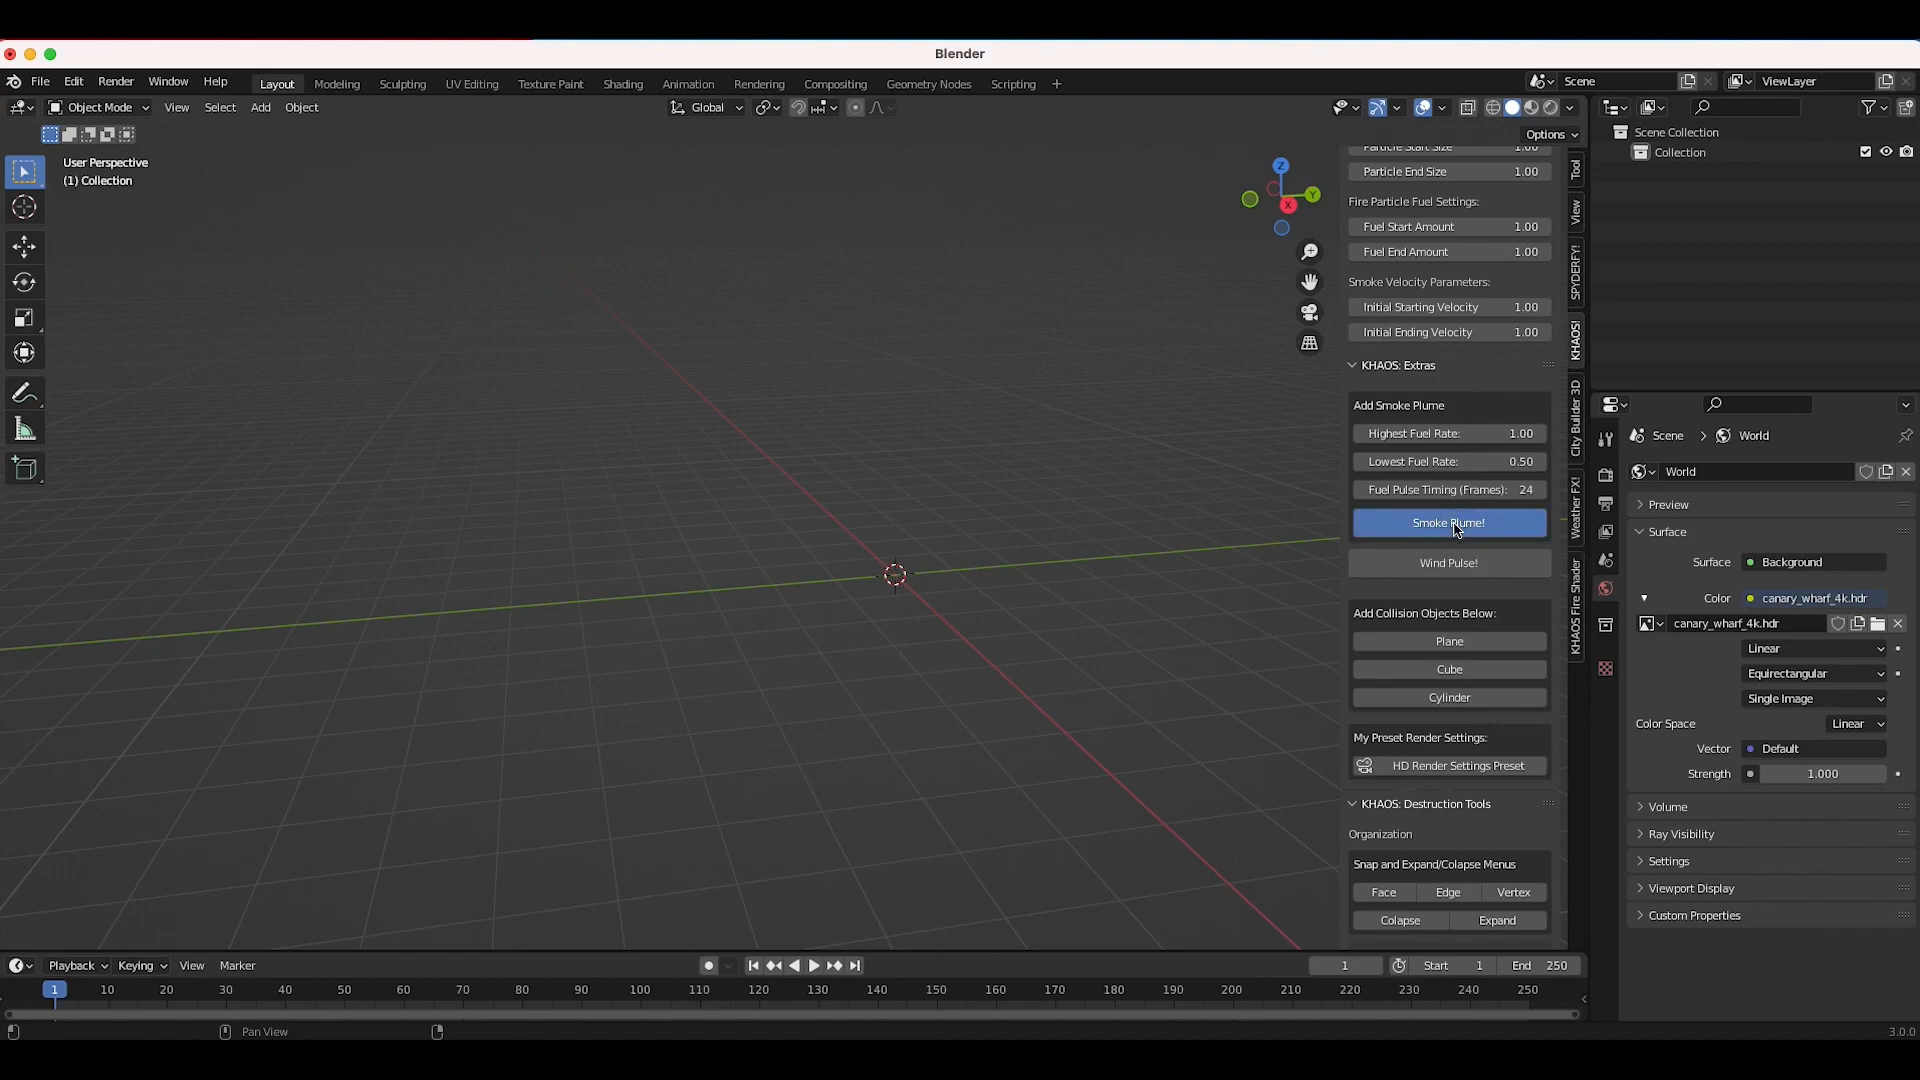 Blender
File Edit Render Window Help Layout Modeling Sculpting UV Editing Texture Paint Shading Animation Rendering Compositing Geometry Nodes Scripting + Scene ViewLayer
Object Mode View Select Add Object Global
Options
User Perspective
(1) Collection
Z
Y
X
Particle Start Size 1.00
Particle End Size 1.00
Fire Particle Fuel Settings:
Fuel Start Amount 1.00
Fuel End Amount 1.00
Smoke Velocity Parameters:
Initial Starting Velocity 1.00
Initial Ending Velocity 1.00
KHAOS: Extras
Add Smoke Plume
Highest Fuel Rate: 1.00
Lowest Fuel Rate: 0.50
Fuel Pulse Timing (Frames): 24
Smoke Plume!
Wind Pulse!
Add Collision Objects Below:
Plane
Cube
Cylinder
My Preset Render Settings:
HD Render Settings Preset
KHAOS: Destruction Tools
Organization
Snap and Expand/Colapse Menus
Face Edge Vertex
Colapse Expand
Tool
View
SPYDERFY!
KHAOS!
City Builder 3D
Weather FX!
KHAOS Fire Shader
Scene Collection
Collection
Scene World
World
Preview
Surface
Surface Background
Color canary_wharf_4k.hdr
canary_wharf_4k.hdr
Linear
Equirectangular
Single Image
Color Space Linear
Vector Default
Strength 1.000
Volume
Ray Visibility
Settings
Viewport Display
Custom Properties
Playback Keying View Marker 1 Start 1 End 250
1 10 20 30 40 50 60 70 80 90 100 110 120 130 140 150 160 170 180 190 200 210 220 230 240 250
Pan View 3.0.0